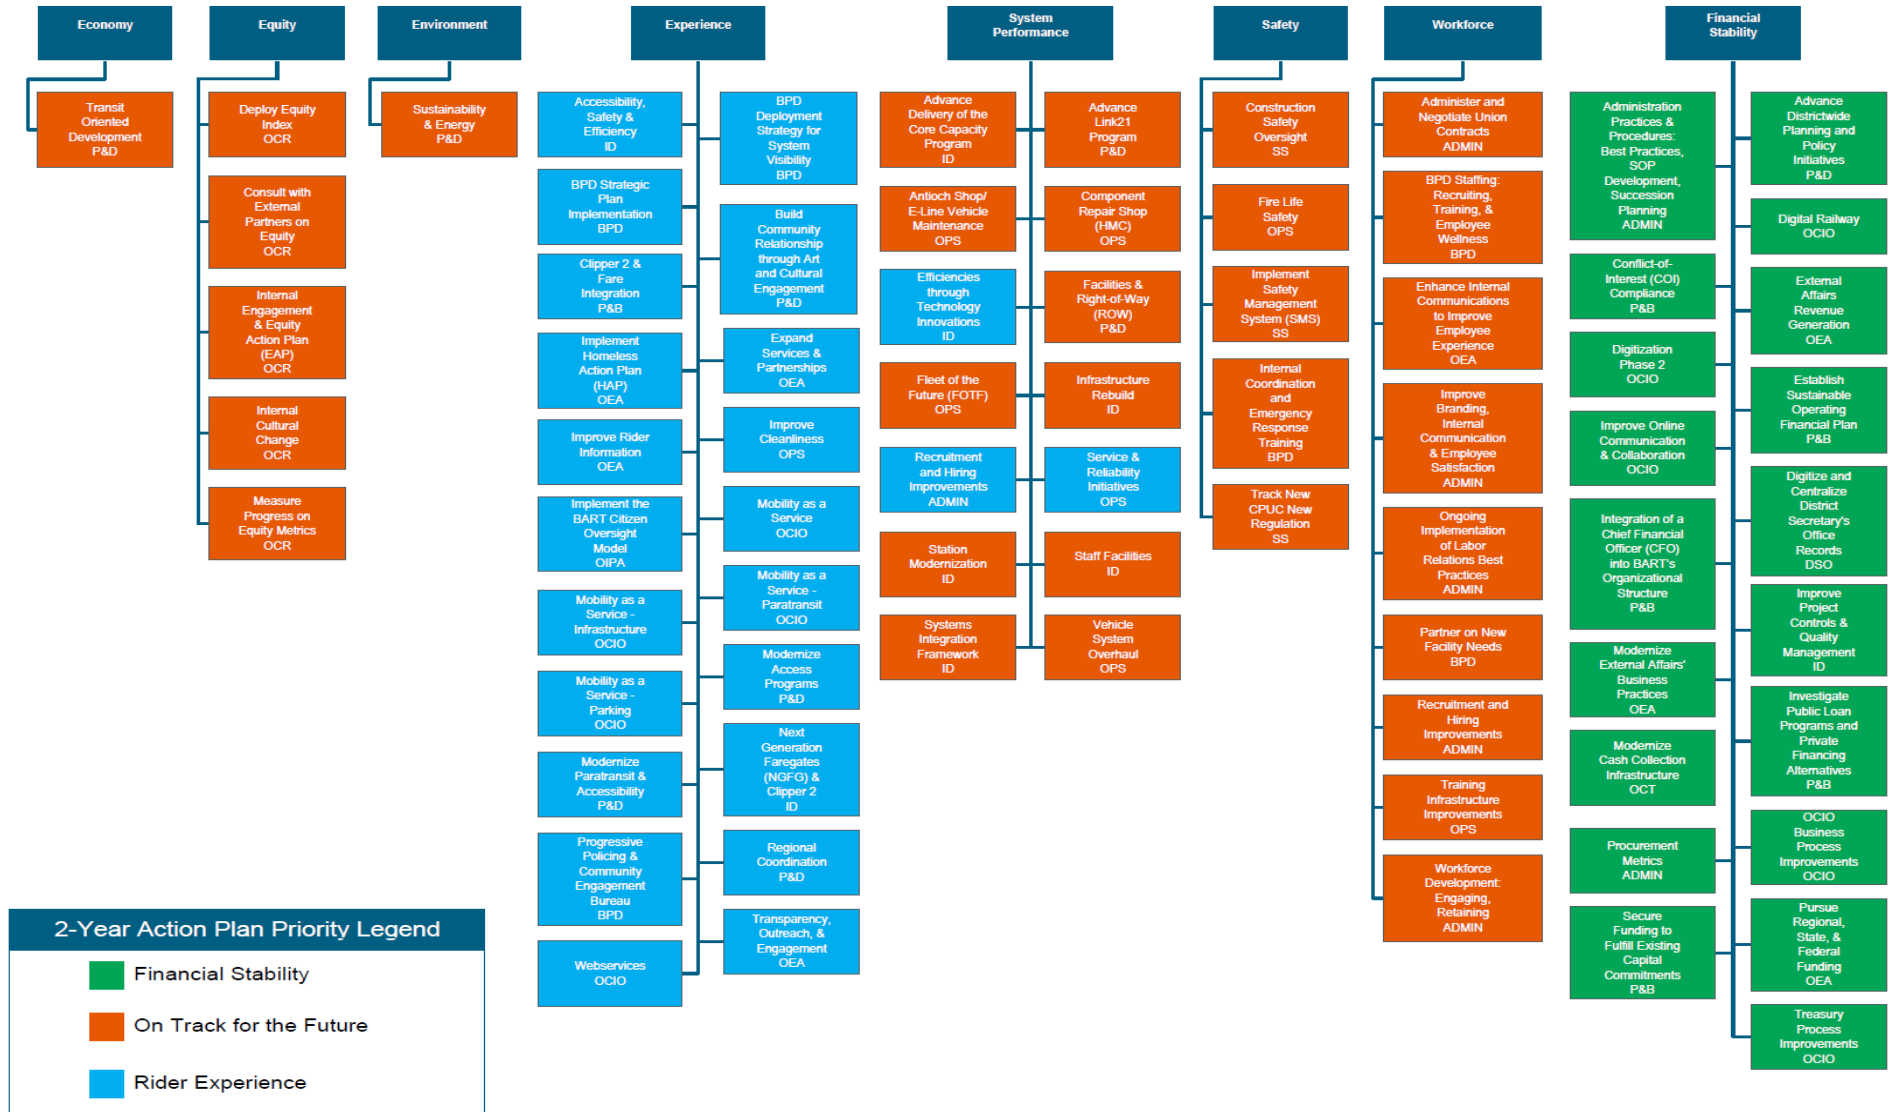 Economy
Transit
Oriented
Development
P&D
Equity
Deploy Equity
Index
OCR
Consult with
External
Partners on
Equity
OCR
Internal
Engagement
& Equity
Action Plan
(EAP)
OCR
Internal
Cultural
Change
OCR
Measure
Progress on
Equity Metrics
OCR
Environment
Sustainability
& Energy
P&D
Experience
Accessibility,
Safety &
Efficiency
ID
BPD Strategic
Plan
Implementation
BPD
Clipper 2 &
Fare
Integration
P&B
Implement
Homeless
Action Plan
(HAP)
OEA
Improve Rider
Information
OEA
Implement the
BART Citizen
Oversight
Model
OIPA
Mobility as a
Service -
Infrastructure
OCIO
Mobility as a
Service -
Parking
OCIO
Modernize
Paratransit &
Accessibility
P&D
Progressive
Policing &
Community
Engagement
Bureau
BPD
Webservices
OCIO
BPD
Deployment
Strategy for
System
Visibility
BPD
Build
Community
Relationship
through Art
and Cultural
Engagement
P&D
Expand
Services &
Partnerships
OEA
Improve
Cleanliness
OPS
Mobility as a
Service
OCIO
Mobility as a
Service -
Paratransit
OCIO
Modernize
Access
Programs
P&D
Next
Generation
Faregates
(NGFG) &
Clipper 2
ID
Regional
Coordination
P&D
Transparency,
Outreach, &
Engagement
OEA
System
Performance
Advance
Delivery of the
Core Capacity
Program
ID
Antioch Shop/
E-Line Vehicle
Maintenance
OPS
Efficiencies
through
Technology
Innovations
ID
Fleet of the
Future (FOTF)
OPS
Recruitment
and Hiring
Improvements
ADMIN
Station
Modernization
ID
Systems
Integration
Framework
ID
Advance
Link21
Program
P&D
Component
Repair Shop
(HMC)
OPS
Facilities &
Right-of-Way
(ROW)
P&D
Infrastructure
Rebuild
ID
Service &
Reliability
Initiatives
OPS
Staff Facilities
ID
Vehicle
System
Overhaul
OPS
Safety
Construction
Safety
Oversight
SS
Fire Life
Safety
OPS
Implement
Safety
Management
System (SMS)
SS
Internal
Coordination
and
Emergency
Response
Training
BPD
Track New
CPUC New
Regulation
SS
Workforce
Administer and
Negotiate Union
Contracts
ADMIN
BPD Staffing:
Recruiting,
Training, &
Employee
Wellness
BPD
Enhance Internal
Communications
to Improve
Employee
Experience
OEA
Improve
Branding,
Internal
Communication
& Employee
Satisfaction
ADMIN
Ongoing
Implementation
of Labor
Relations Best
Practices
ADMIN
Partner on New
Facility Needs
BPD
Recruitment and
Hiring
Improvements
ADMIN
Training
Infrastructure
Improvements
OPS
Workforce
Development:
Engaging,
Retaining
ADMIN
Financial
Stability
Administration
Practices &
Procedures:
Best Practices,
SOP
Development,
Succession
Planning
ADMIN
Conflict-of-
Interest (COI)
Compliance
P&B
Digitization
Phase 2
OCIO
Improve Online
Communication
& Collaboration
OCIO
Integration of a
Chief Financial
Officer (CFO)
into BART's
Organizational
Structure
P&B
Modernize
External Affairs'
Business
Practices
OEA
Modernize
Cash Collection
Infrastructure
OCT
Procurement
Metrics
ADMIN
Secure
Funding to
Fulfill Existing
Capital
Commitments
P&B
Advance
Districtwide
Planning and
Policy
Initiatives
P&D
Digital Railway
OCIO
External
Affairs
Revenue
Generation
OEA
Establish
Sustainable
Operating
Financial Plan
P&B
Digitize and
Centralize
District
Secretary's
Office
Records
DSO
Improve
Project
Controls &
Quality
Management
ID
Investigate
Public Loan
Programs and
Private
Financing
Alternatives
P&B
OCIO
Business
Process
Improvements
OCIO
Pursue
Regional,
State, &
Federal
Funding
OEA
Treasury
Process
Improvements
OCIO
2-Year Action Plan Priority Legend
Financial Stability
On Track for the Future
Rider Experience